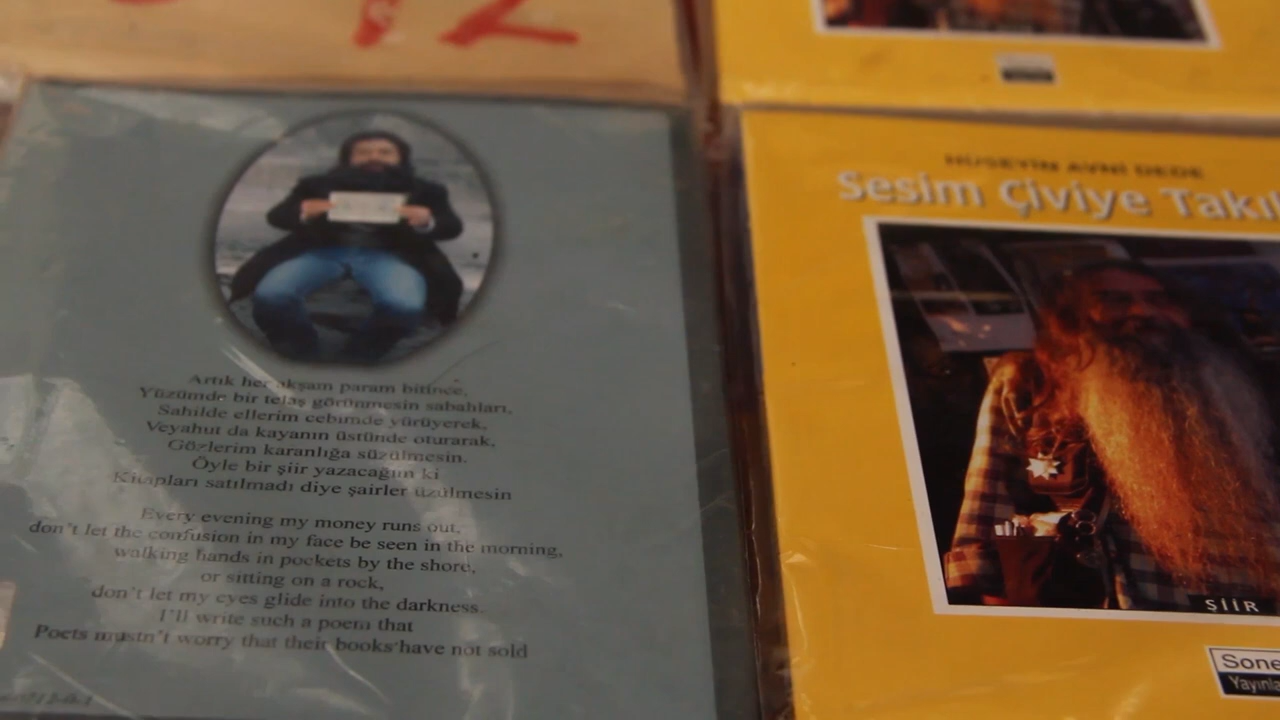 Artık her akşam param bitince,
Yüzümde bir telaş görünmesin sabahları,
Sahilde ellerim cebimde yürüyerek,
Veyahut da kayanın üstünde oturarak,
Gözlerim karanlığa süzülmesin.
Öyle bir şiir yazacağım ki
Kitapları satılmadı diye şairler üzülmesin
Every evening my money runs out,
don't let the confusion in my face be seen in the morning,
walking hands in pockets by the shore,
or sitting on a rock,
don't let my eyes glide into the darkness.
I'll write such a poem that
Poets mustn't worry that their books have not sold
HÜSEYİN AVNİ DEDE
Sesim Çiviye
ŞİİR